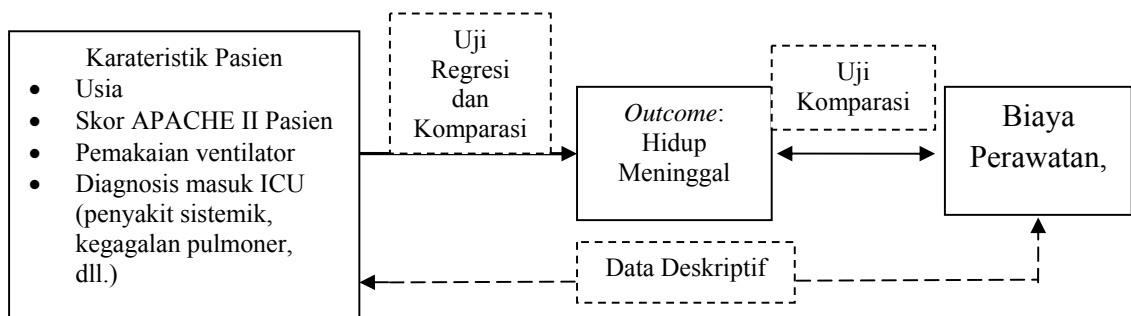 Karateristik Pasien
• Usia
• Skor APACHE II Pasien
• Pemakaian ventilator
• Diagnosis masuk ICU
(penyakit sistemik,
kegagalan pulmoner,
dll.)
Uji
Regresi
dan
Komparasi
Outcome:
Hidup
Meninggal
Uji
Komparasi
Biaya
Perawatan,
Data Deskriptif